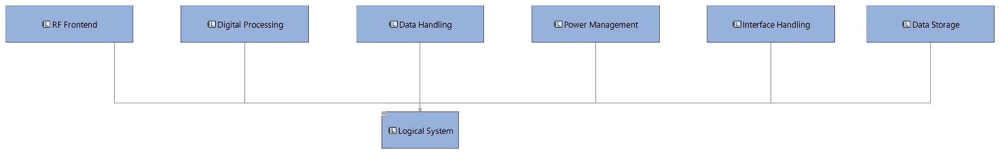 RF Frontend
Digital Processing
Data Handling
Power Management
Interface Handling
Data Storage
Logical System